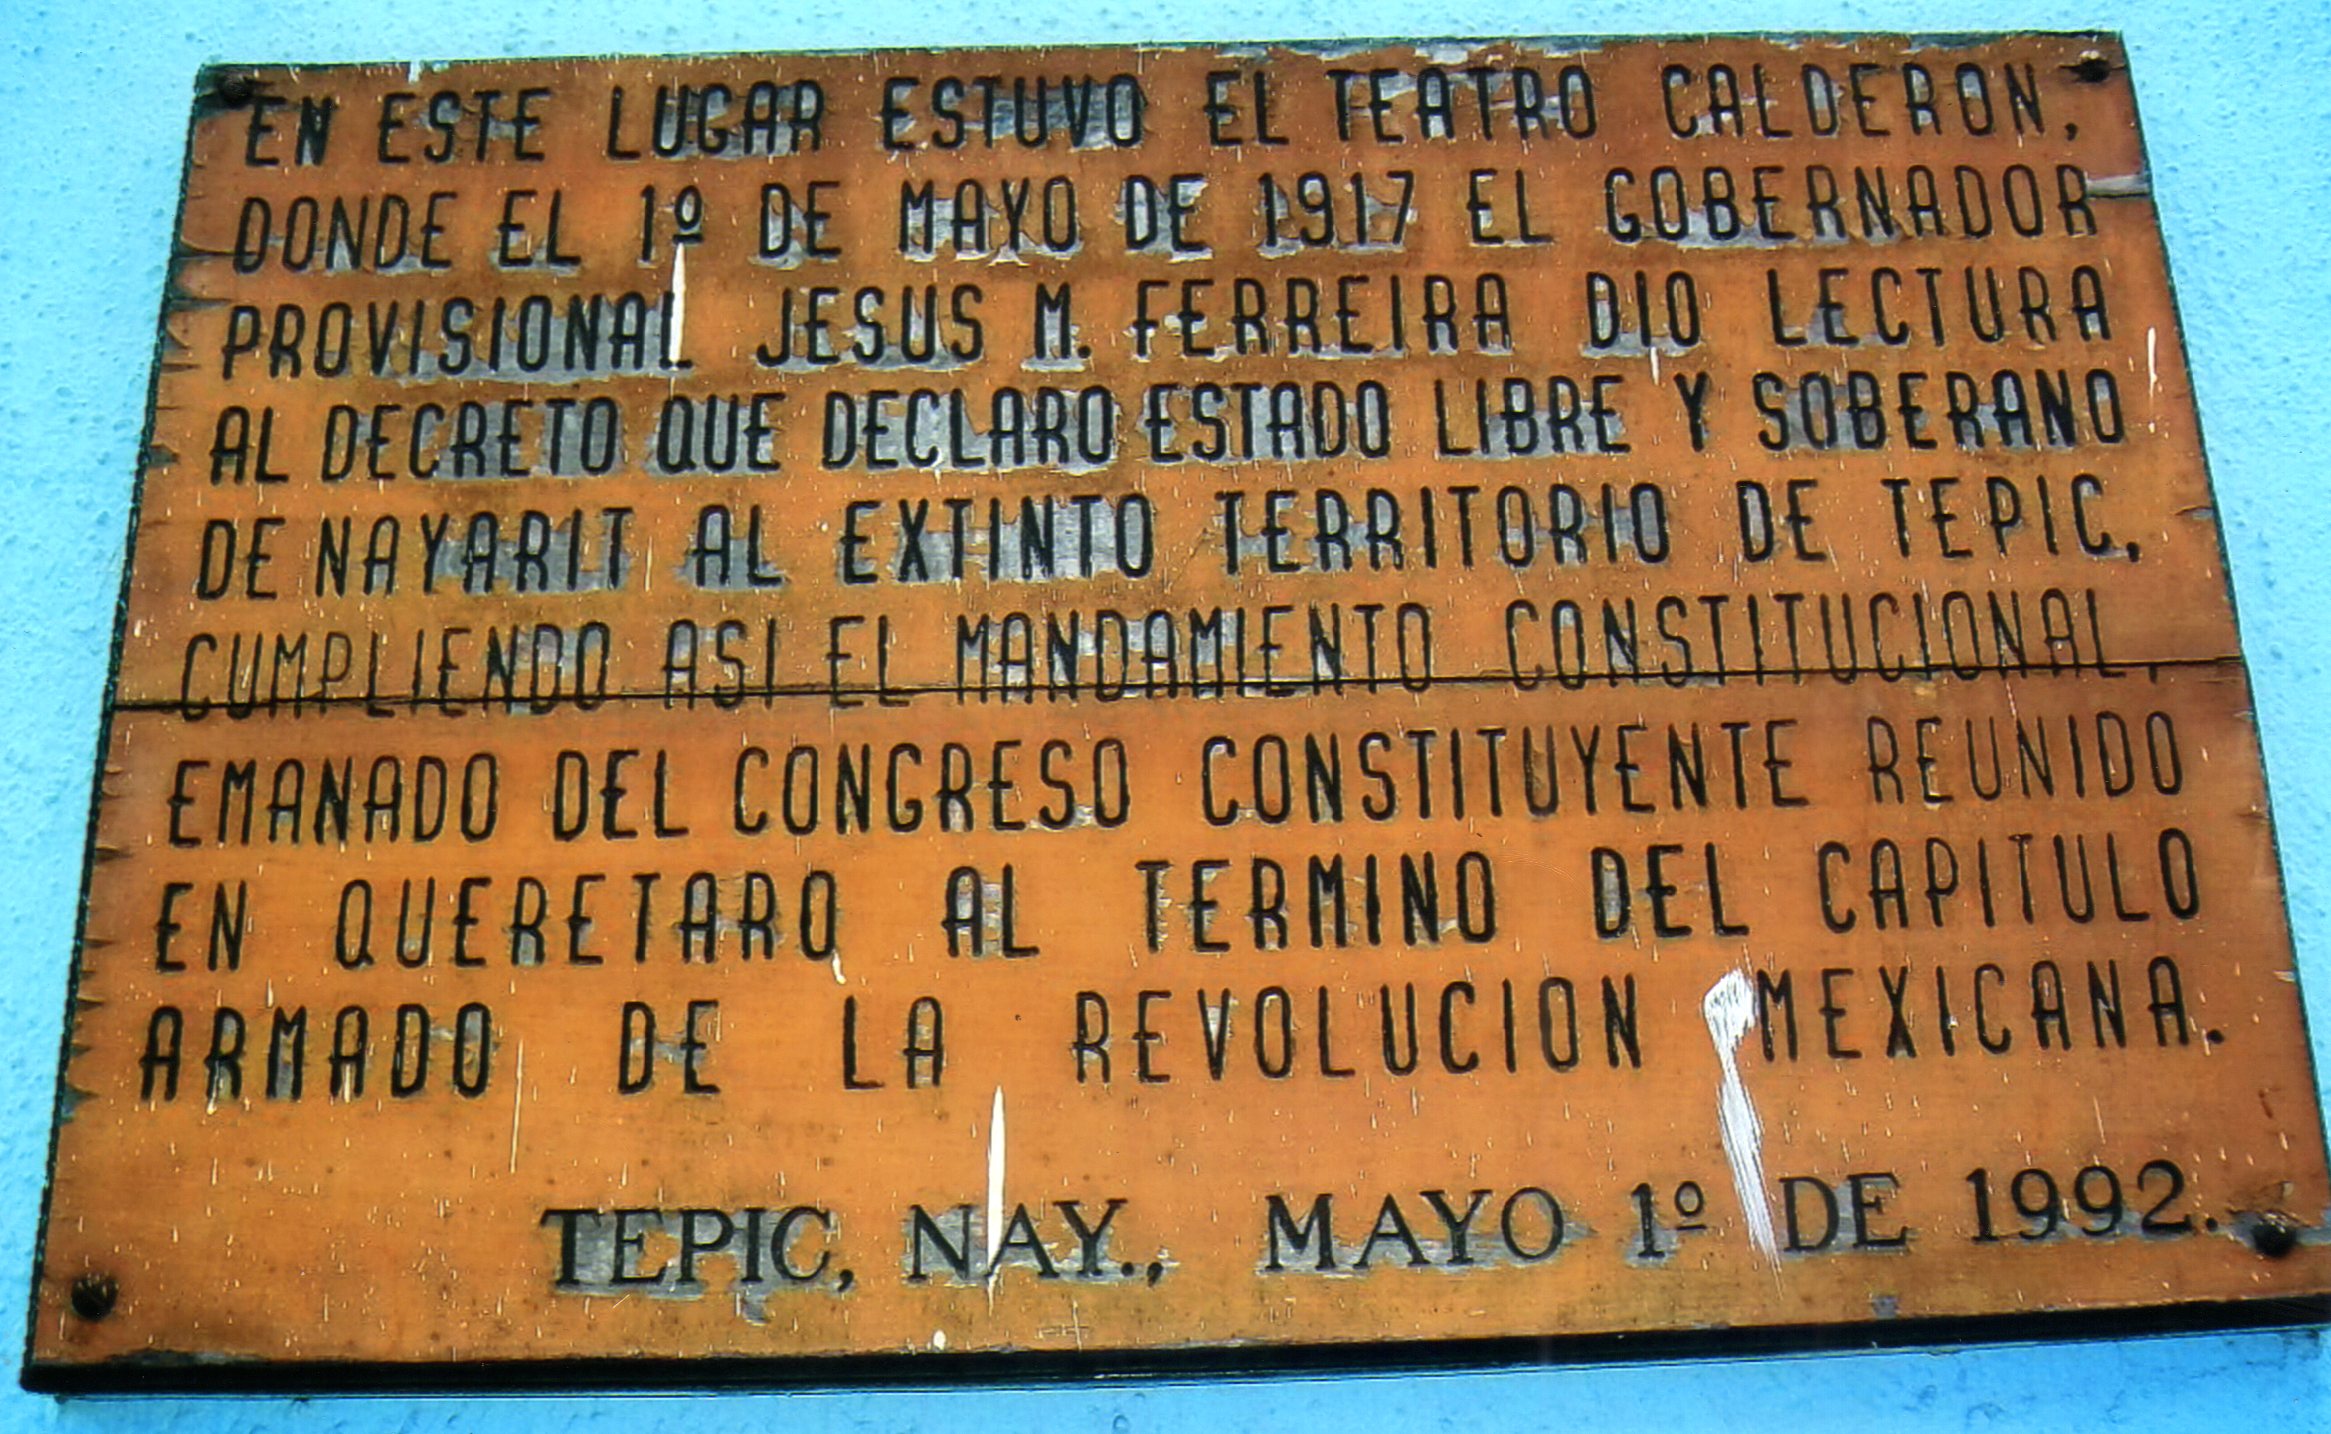 EN ESTE LUGAR ESTUVO EL TEATRO CALDERON,
DONDE EL 1º DE MAYO DE 1917 EL GOBERNADOR
PROVISIONAL JESUS M. FERREIRA DIO LECTURA
AL DECRETO QUE DECLARO ESTADO LIBRE Y SOBERANO
DE NAYARIT AL EXTINTO TERRITORIO DE TEPIC,
CUMPLIENDO ASI EL MANDAMIENTO CONSTITUCIONAL,
EMANADO DEL CONGRESO CONSTITUYENTE REUNIDO
EN QUERETARO AL TERMINO DEL CAPITULO
ARMADO DE LA REVOLUCION MEXICANA.
TEPIC, NAY., MAYO 1º DE 1992.